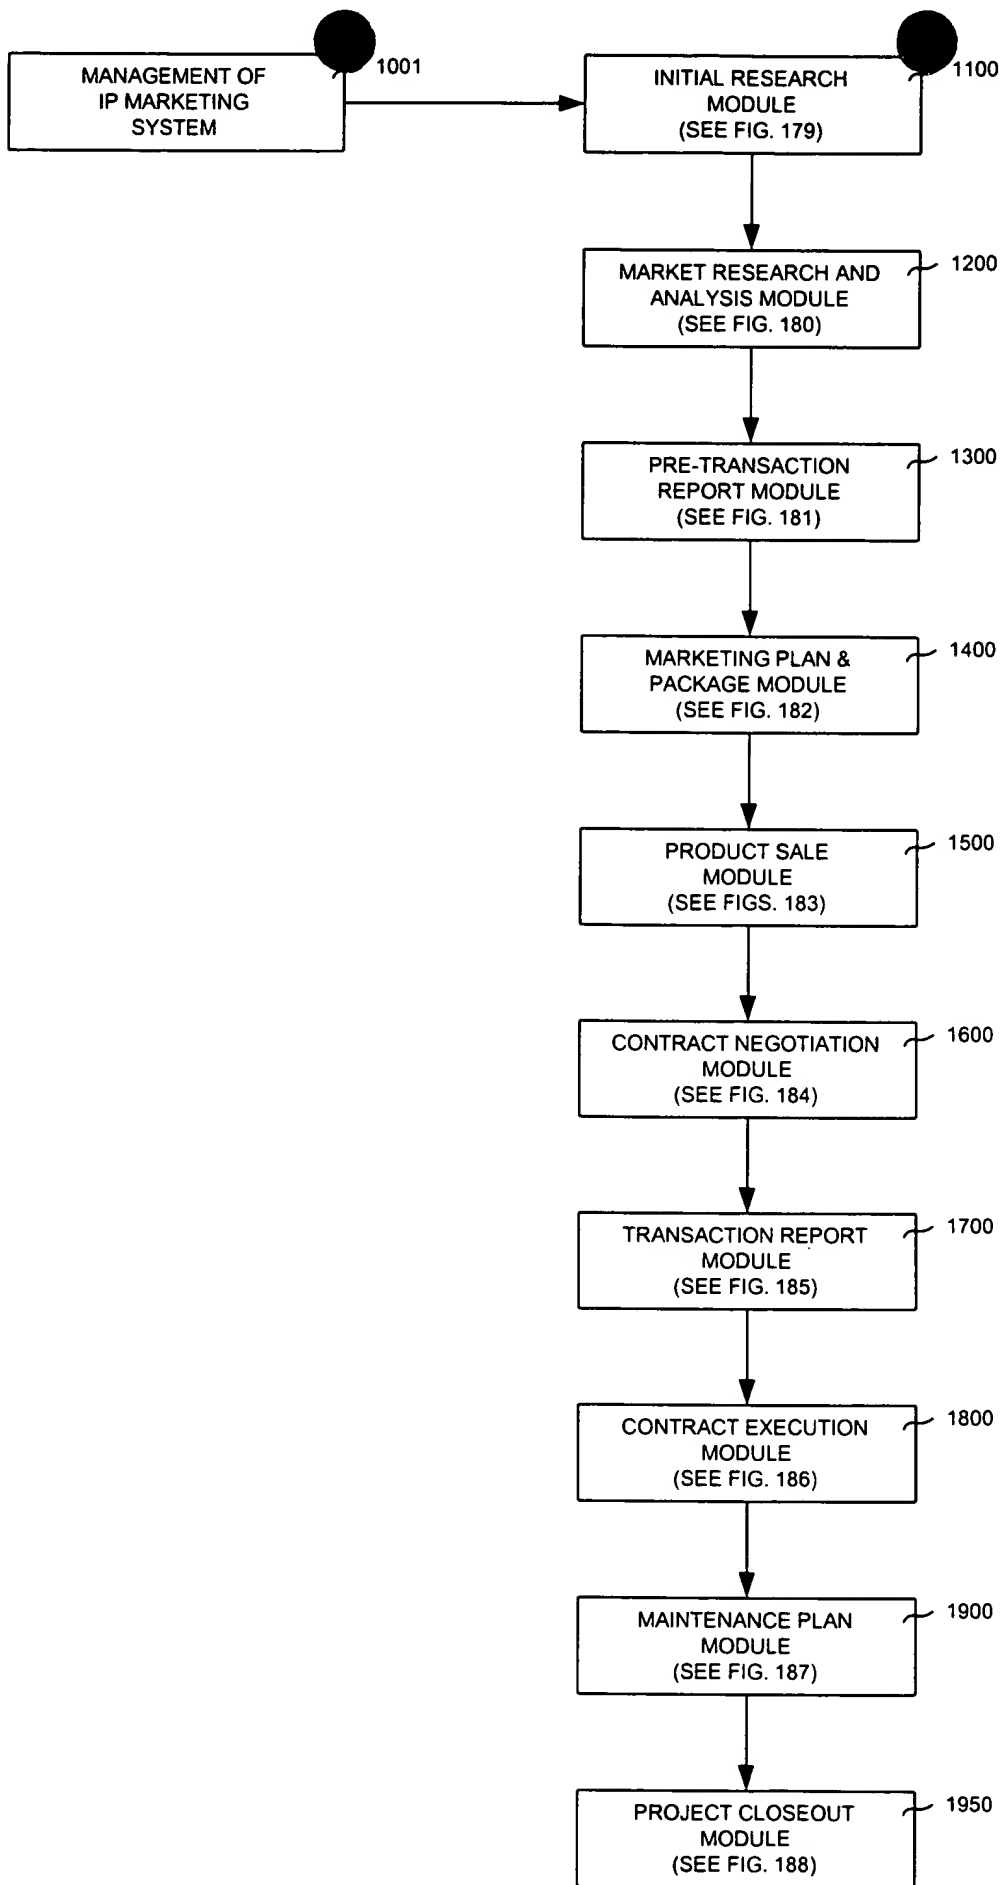 MANAGEMENT OF
IP MARKETING
SYSTEM
1001
INITIAL RESEARCH
MODULE
(SEE FIG. 179)
1100
MARKET RESEARCH AND
ANALYSIS MODULE
(SEE FIG. 180)
1200
PRE-TRANSACTION
REPORT MODULE
(SEE FIG. 181)
1300
MARKETING PLAN &
PACKAGE MODULE
(SEE FIG. 182)
1400
PRODUCT SALE
MODULE
(SEE FIGS. 183)
1500
CONTRACT NEGOTIATION
MODULE
(SEE FIG. 184)
1600
TRANSACTION REPORT
MODULE
(SEE FIG. 185)
1700
CONTRACT EXECUTION
MODULE
(SEE FIG. 186)
1800
MAINTENANCE PLAN
MODULE
(SEE FIG. 187)
1900
PROJECT CLOSEOUT
MODULE
(SEE FIG. 188)
1950